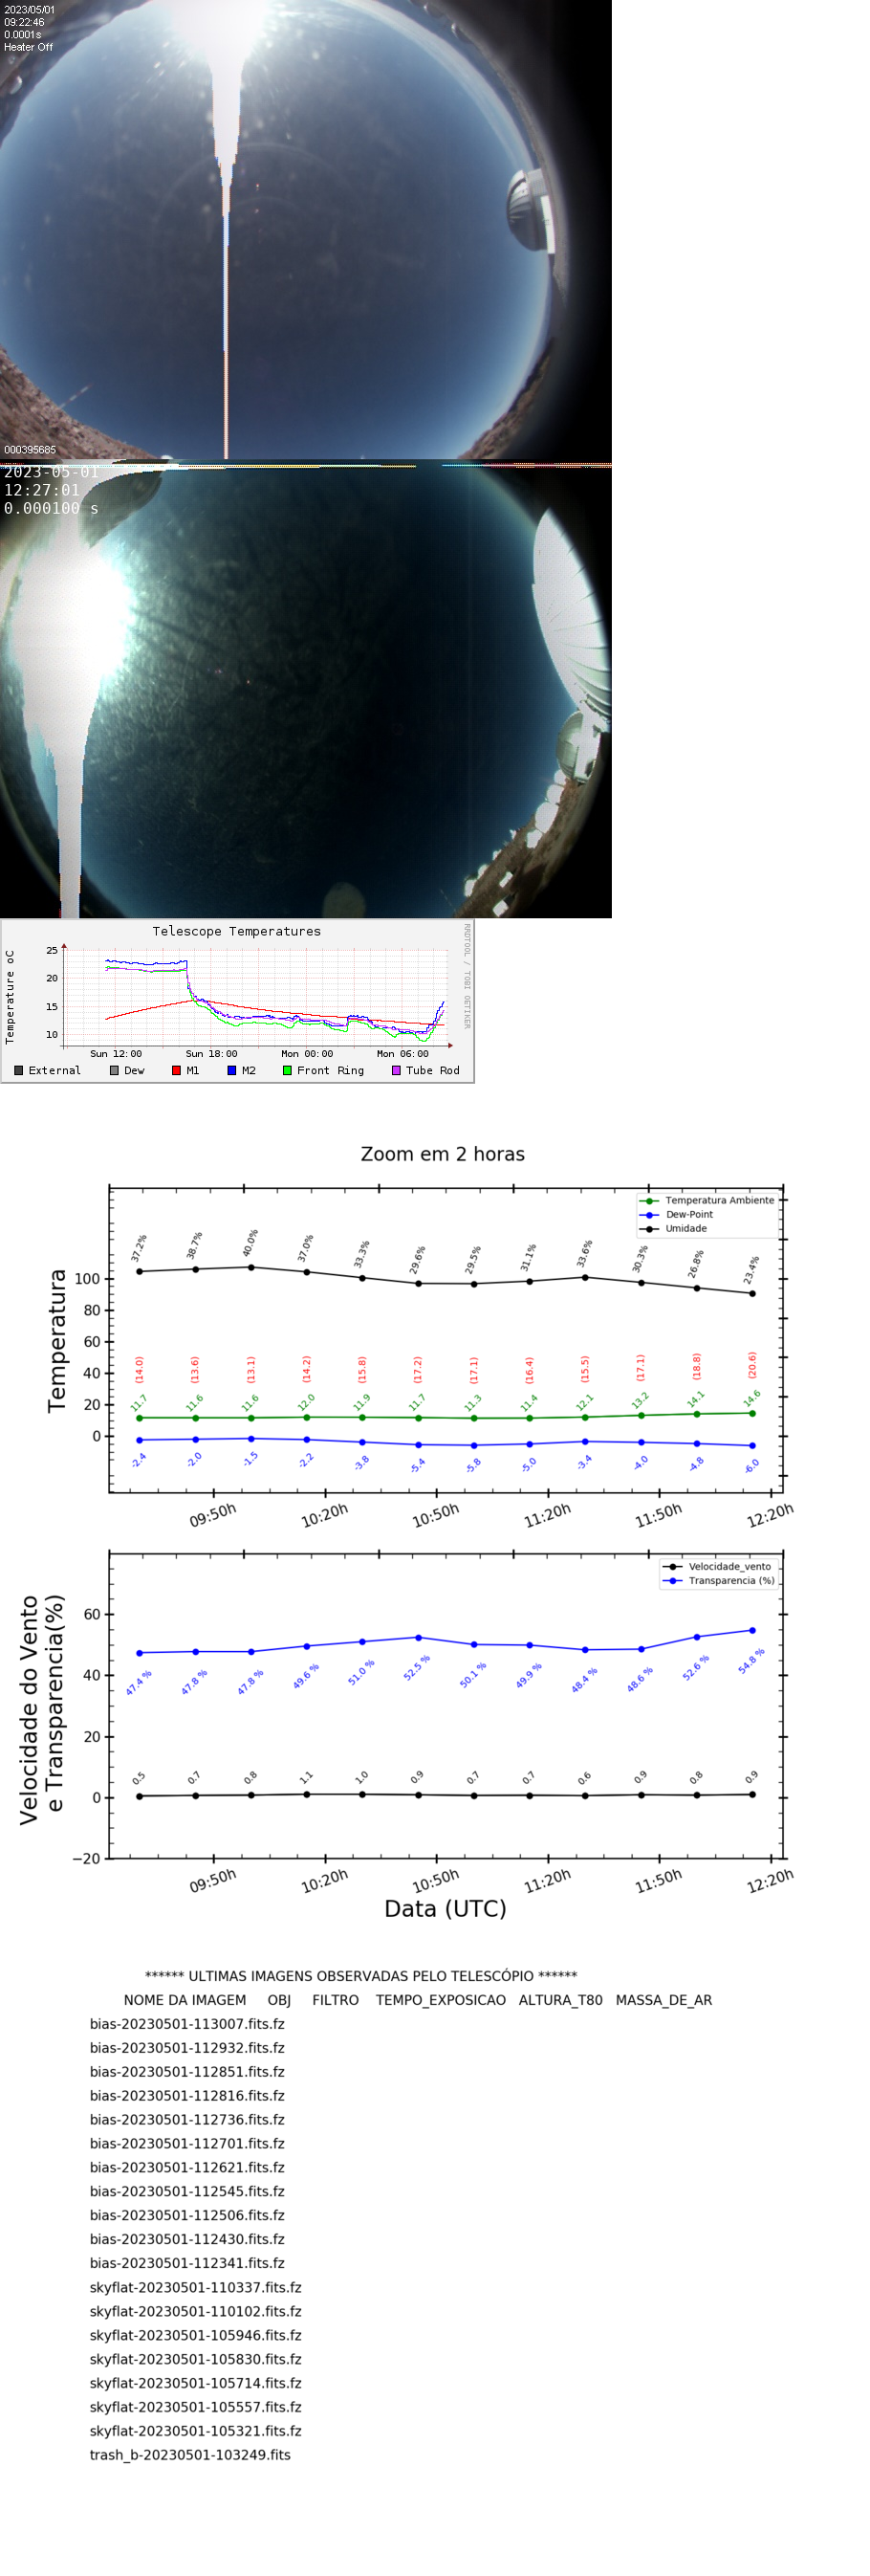 2023/05/01
09:22:46
0.0001s
Heater Off
000395685
2023-05-01
12:27:01
0.000100 s
Telescope Temperatures
RRDTOOL / TOBI OETIKER
Temperature oC
25
20
15
10
Sun 12:00 Sun 18:00 Mon 00:00 Mon 06:00
External Dew M1 M2 Front Ring Tube Rod
Zoom em 2 horas
Temperatura Ambiente
Dew-Point
Umidade
Temperatura
100
80
60
40
20
0
37.2% 38.7% 40.0% 37.0% 33.3% 29.6% 29.5% 31.1% 33.6% 30.3% 26.8% 23.4%
(14.0) (13.6) (13.1) (14.2) (15.8) (17.2) (17.1) (16.4) (15.5) (17.1) (18.8) (20.6)
11.7 11.6 11.6 12.0 11.9 11.7 11.3 11.4 12.1 13.2 14.1 14.6
-2.4 -2.0 -1.5 -2.2 -3.8 -5.4 -5.8 -5.0 -3.4 -4.0 -4.8 -6.0
09:50h 10:20h 10:50h 11:20h 11:50h 12:20h
Velocidade_vento
Transparencia (%)
Velocidade do Vento
e Transparencia(%)
60
40
20
0
−20
47.4 % 47.8 % 47.8 % 49.6 % 51.0 % 52.5 % 50.1 % 49.9 % 48.4 % 48.6 % 52.6 % 54.8 %
0.5 0.7 0.8 1.1 1.0 0.9 0.7 0.7 0.6 0.9 0.8 0.9
09:50h 10:20h 10:50h 11:20h 11:50h 12:20h
Data (UTC)
****** ULTIMAS IMAGENS OBSERVADAS PELO TELESCÓPIO ******
NOME DA IMAGEM OBJ FILTRO TEMPO_EXPOSICAO ALTURA_T80 MASSA_DE_AR
bias-20230501-113007.fits.fz
bias-20230501-112932.fits.fz
bias-20230501-112851.fits.fz
bias-20230501-112816.fits.fz
bias-20230501-112736.fits.fz
bias-20230501-112701.fits.fz
bias-20230501-112621.fits.fz
bias-20230501-112545.fits.fz
bias-20230501-112506.fits.fz
bias-20230501-112430.fits.fz
bias-20230501-112341.fits.fz
skyflat-20230501-110337.fits.fz
skyflat-20230501-110102.fits.fz
skyflat-20230501-105946.fits.fz
skyflat-20230501-105830.fits.fz
skyflat-20230501-105714.fits.fz
skyflat-20230501-105557.fits.fz
skyflat-20230501-105321.fits.fz
trash_b-20230501-103249.fits